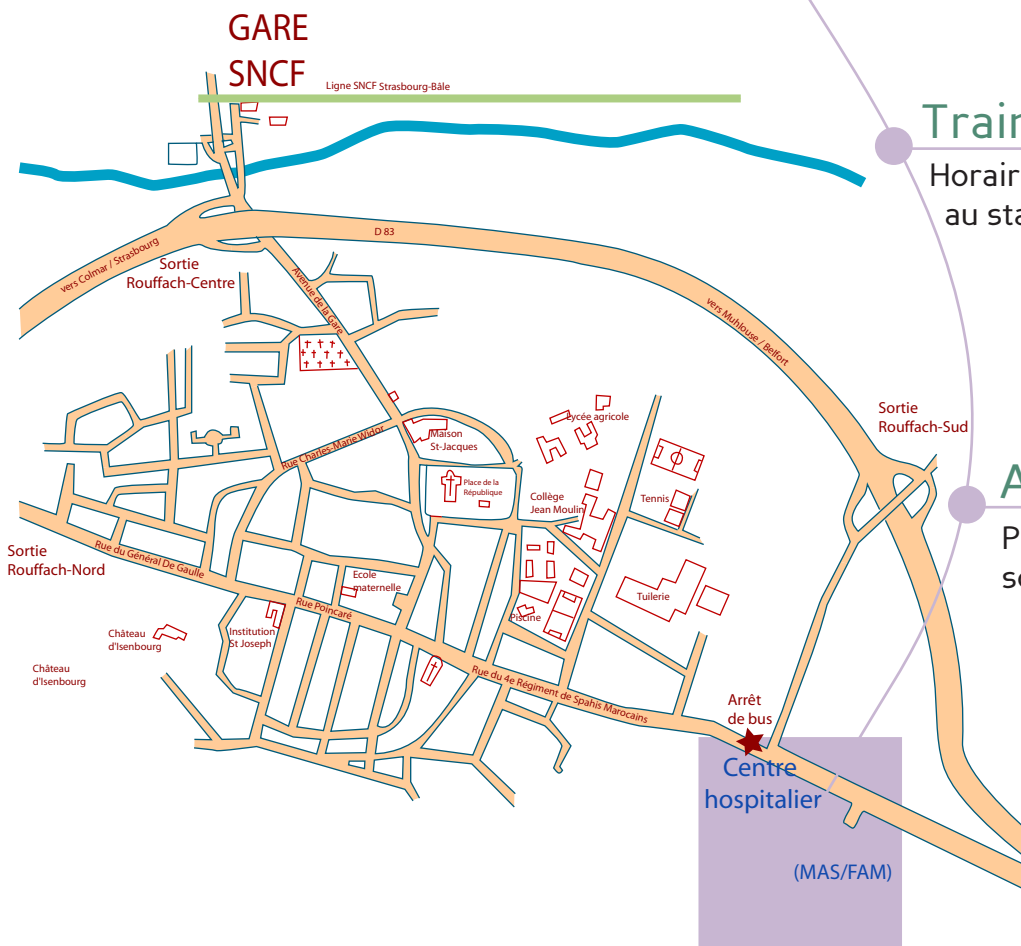 GARE
SNCF
Ligne SNCF Strasbourg-Bâle
Train
Horair
au sta
D 83
vers Colmar / Strasbourg
Sortie
Rouffach-Centre
Avenue de la Gare
vers Muhlouse / Belfort
Sortie
Rouffach-Sud
Lycée agricole
Maison
St-Jacques
Rue Charles-Marie Widor
Place de la
République
Collège
Jean Moulin
Tennis
A
P
se
Sortie
Rouffach-Nord
Rue du Général De Gaulle
Ecole
maternelle
Rue Poincaré
Tuilerie
Piscine
Institution
St Joseph
Château
d'Isenbourg
Château
d'Isenbourg
Rue du 4e Régiment de Spahis Marocains
Arrêt
de bus
Centre
hospitalier
(MAS/FAM)